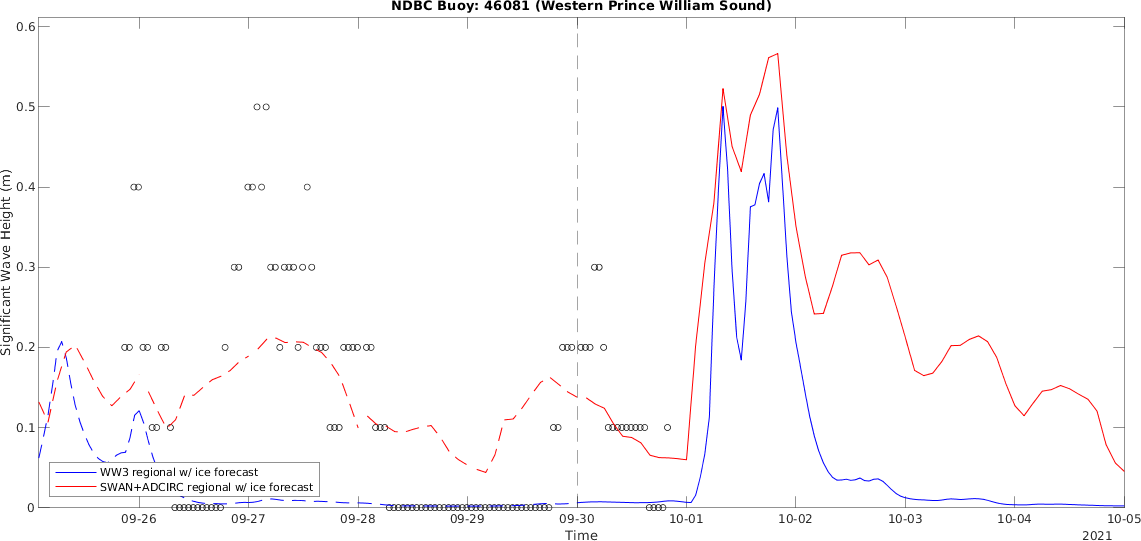 NDBC Buoy: 46081 (Western Prince William Sound)
0.6
0.5
0.4
0.3
0.2
0.1
0
Significant Wave Height (m)
WW3 regional w/ ice forecast
SWAN+ADCIRC regional w/ ice forecast
09-26 09-27 09-28 09-29 09-30 10-01 10-02 10-03 10-04 10-05
Time
2021